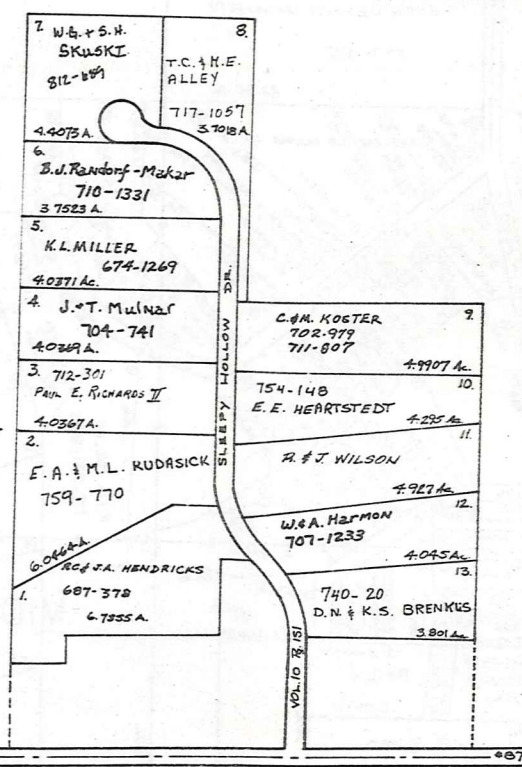 7.
W.G. & S.H.
SKUSKI
812-
4.4073 A.
8.
T.C. & H.E.
ALLEY
717-1057
3.7018 A.
6.
B.J. Randorf-Makar
710-1331
3.7523 A.
5.
K.L. MILLER
674-1269
4.0371 Ac.
4.
J. & T. Mulnar
704-741
4.0369 A.
3.
712-301
PAUL E. RICHARDS II
4.0367 A.
2.
E.A. & M.L. RUDASICK
759-770
6.0464 A.
1.
RC & J.A. HENDRICKS
687-378
6.7355 A.
SLEEPY HOLLOW DR.
9.
C. & M. KOSTER
702-979
711-807
4.9907 Ac.
10.
754-148
E.E. HEARTSTEDT
4.295 Ac.
11.
R. & J. WILSON
4.927 Ac.
12.
W. & A. Harmon
707-1233
4.045 Ac.
13.
740-20
D.N. & K.S. BRENKUS
3.801 Ac.
VOL. 10 Pg. 151